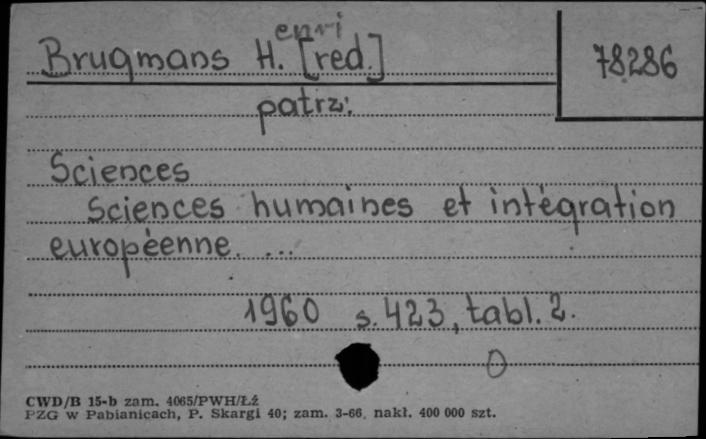 enri
Brugmans H. [red.]
78286
patrz:
Sciences
Sciences humaines et intégration
européenne. ...
1960 s. 423, tabl. 2.
O
CWD/B 15-b zam. 4065/PWH/Łź
PZG w Pabianicach, P. Skargi 40; zam. 3-66. nakł. 400 000 szt.